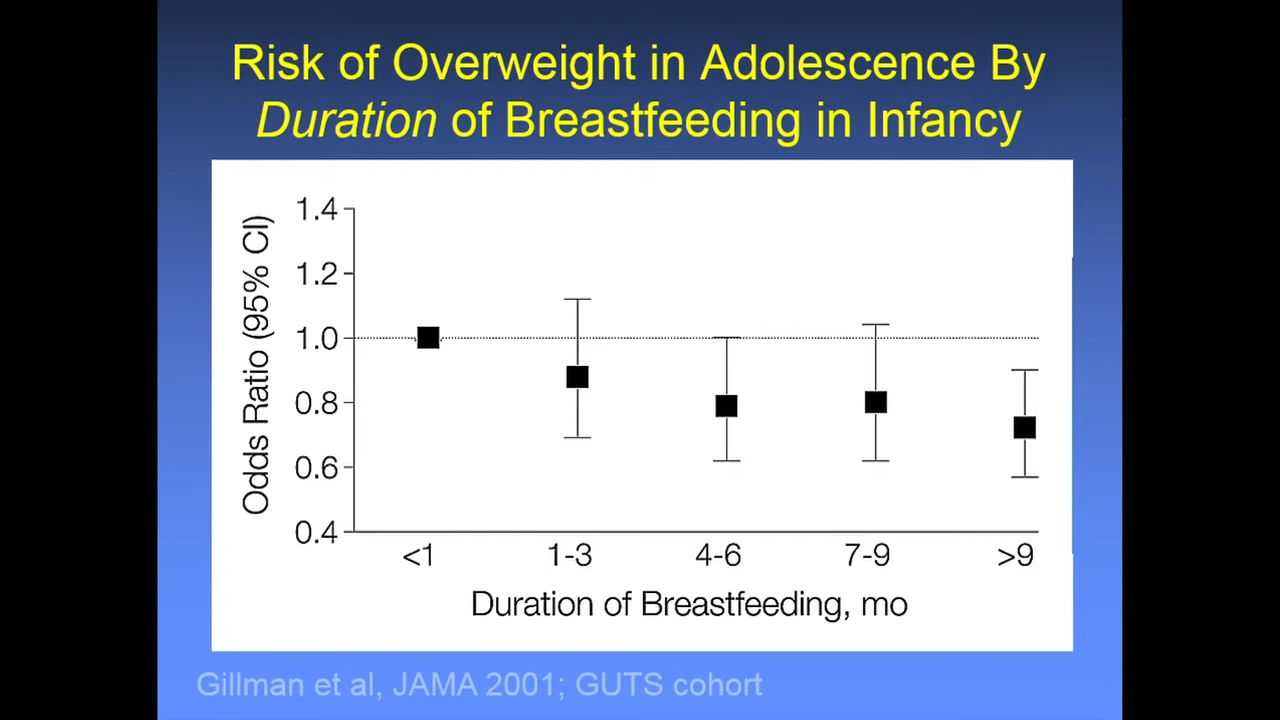 Risk of Overweight in Adolescence By
Duration of Breastfeeding in Infancy
Odds Ratio (95% CI)
1.4
1.2
1.0
0.8
0.6
0.4
<1 1-3 4-6 7-9 >9
Duration of Breastfeeding, mo
Gillman et al, JAMA 2001; GUTS cohort